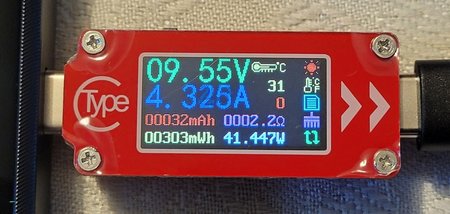 09.55V °C
31
4.325A 0
00032mAh 0002.2Ω
00303mWh 41.447W
Type
C
F